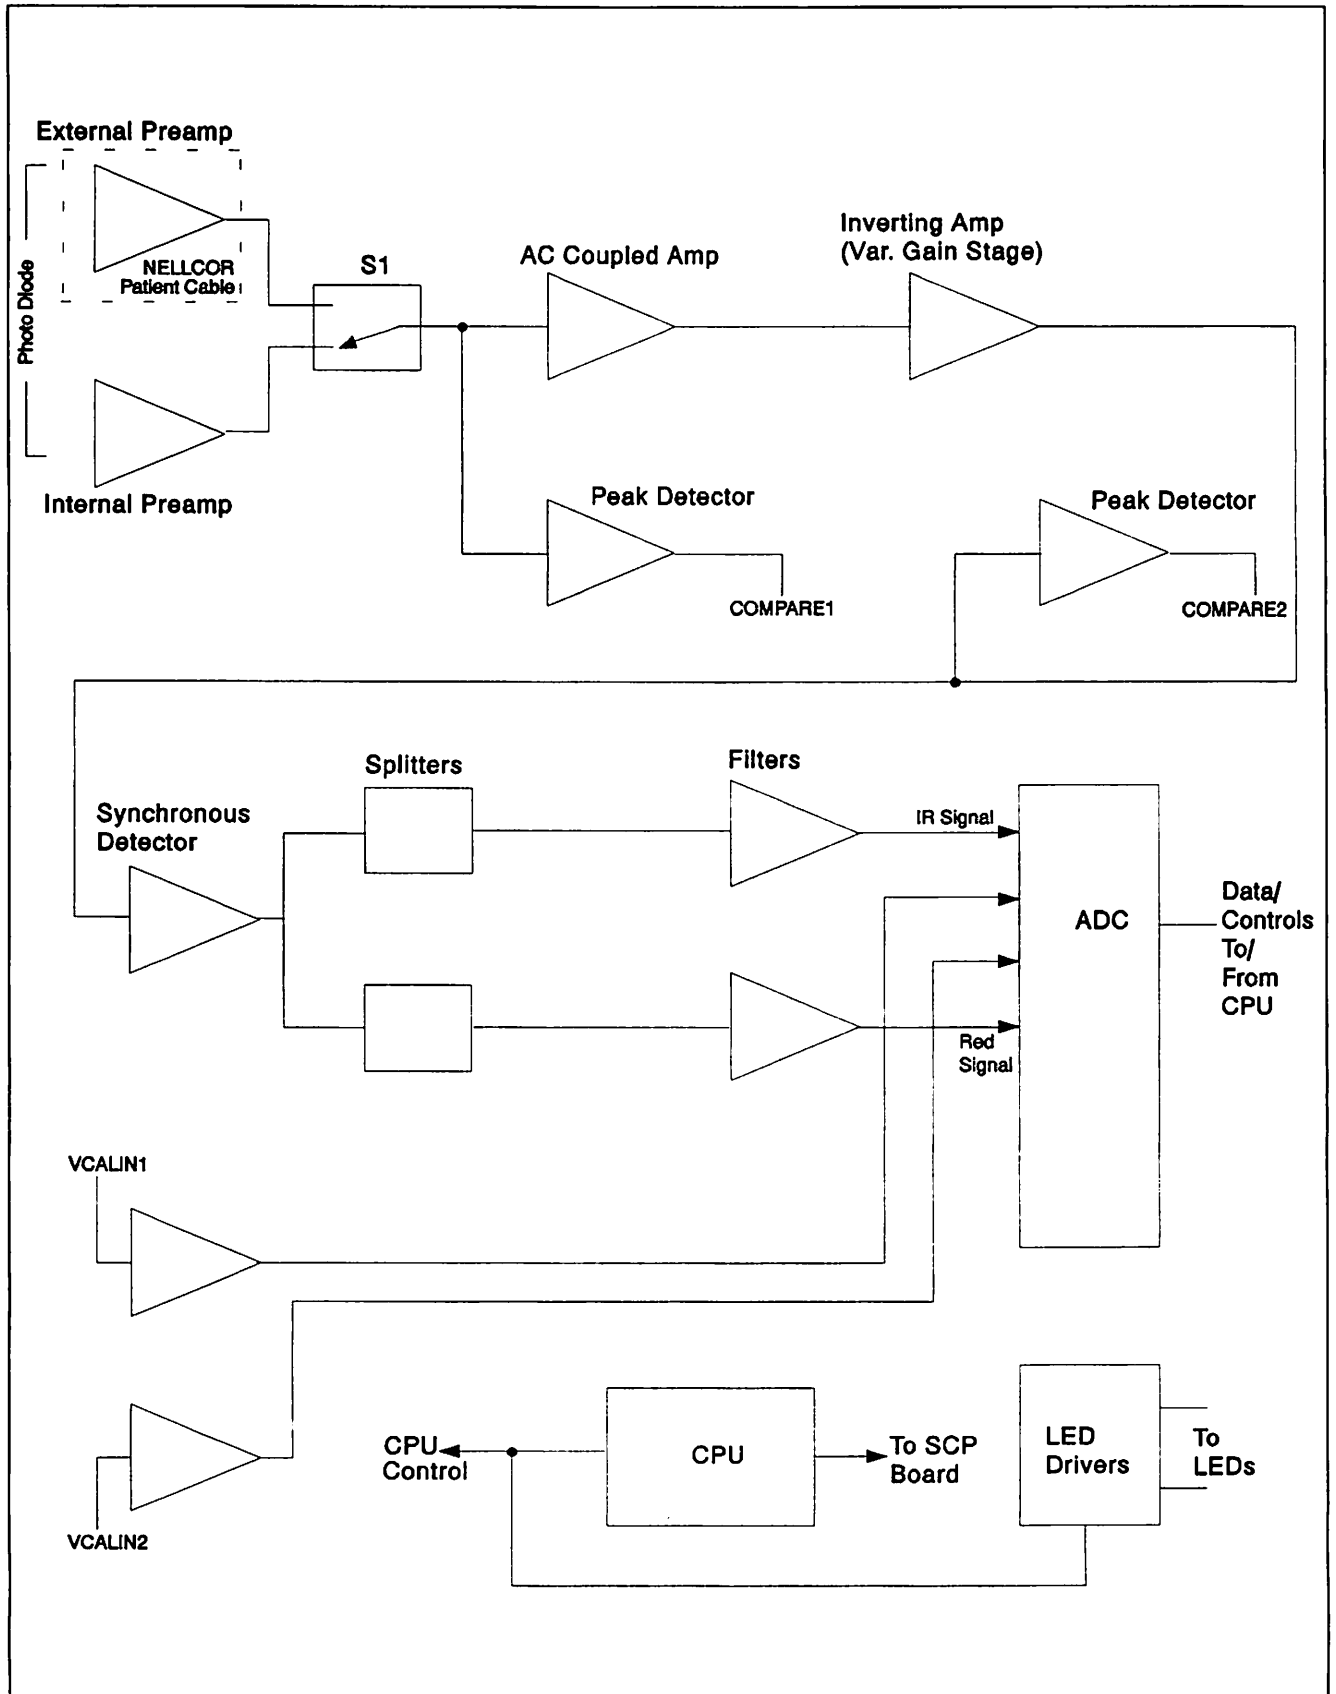 External Preamp
Photo Diode
NELLCOR
Patient Cable
Internal Preamp
S1
AC Coupled Amp
Inverting Amp
(Var. Gain Stage)
Peak Detector
COMPARE1
Peak Detector
COMPARE2
Synchronous
Detector
Splitters
Filters
IR Signal
Red
Signal
ADC
Data/
Controls
To/
From
CPU
VCALIN1
VCALIN2
CPU
Control
CPU
To SCP
Board
LED
Drivers
To
LEDs